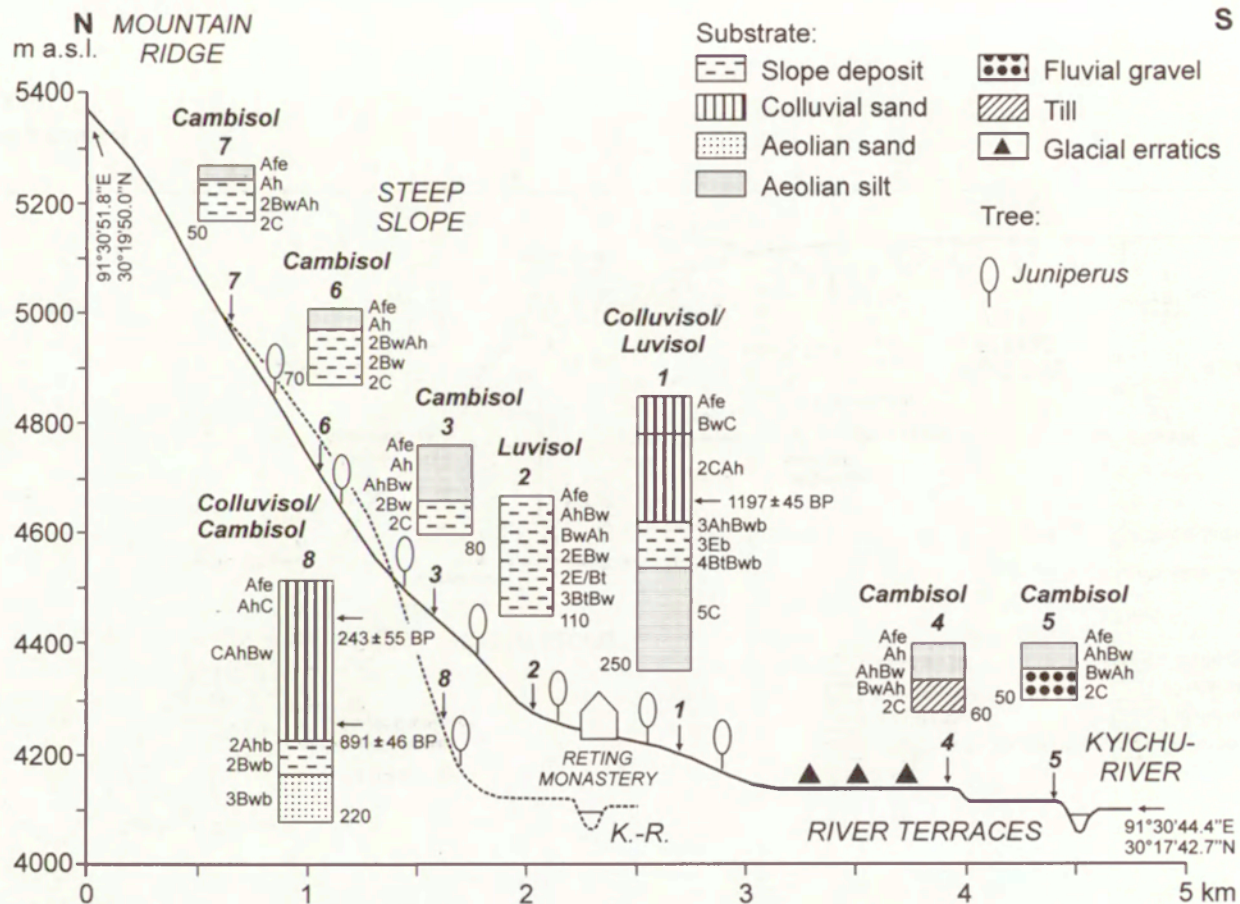 N MOUNTAIN
RIDGE
S
m a.s.l.
Substrate:
Slope deposit
Colluvial sand
Aeolian sand
Aeolian silt
Fluvial gravel
Till
Glacial erratics
Tree:
Juniperus
5400
5200
5000
4800
4600
4400
4200
4000
91°30'51.8"E
30°19'50.0"N
STEEP
SLOPE
Cambisol
7
Afe
Ah
2BwAh
2C
50
7
Cambisol
6
Afe
Ah
2BwAh
2Bw
2C
70
6
Cambisol
3
Afe
Ah
AhBw
2Bw
2C
80
3
Luvisol
2
Afe
AhBw
BwAh
2EBw
2E/Bt
3BtBw
110
2
Colluvisol/
Luvisol
1
Afe
BwC
2CAh
1197 ± 45 BP
3AhBwb
3Eb
4BtBwb
5C
250
1
Colluvisol/
Cambisol
8
Afe
AhC
243 ± 55 BP
CAhBw
891 ± 46 BP
2Ahb
2Bwb
3Bwb
220
8
Cambisol
4
Afe
Ah
AhBw
BwAh
2C
60
4
Cambisol
5
Afe
AhBw
BwAh
2C
50
5
RETING
MONASTERY
K.-R.
RIVER TERRACES
KYICHU-
RIVER
91°30'44.4"E
30°17'42.7"N
0
1
2
3
4
5 km